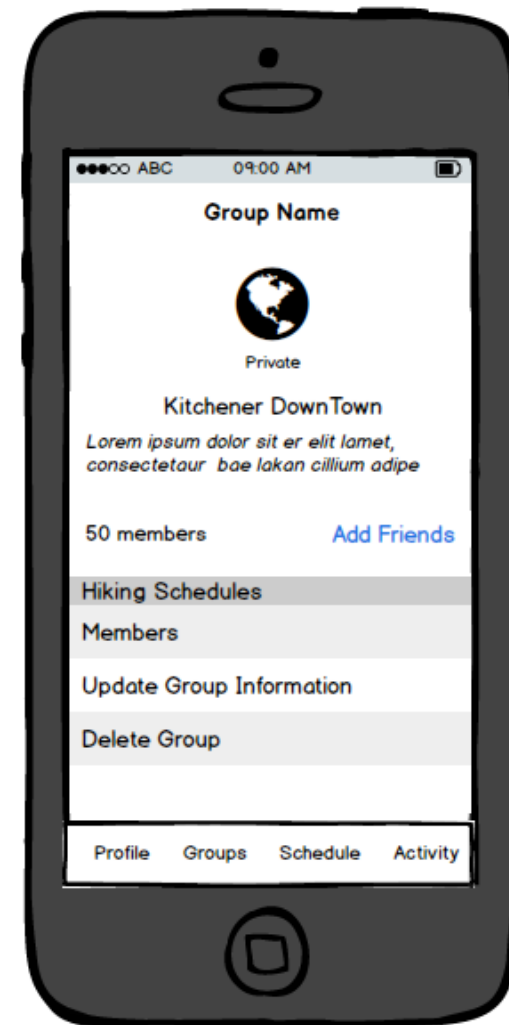 ABC 09:00 AM
Group Name
Private
Kitchener DownTown
Lorem ipsum dolor sit er elit lamet,
consectetaur bae lakan cillium adipe
50 members Add Friends
Hiking Schedules
Members
Update Group Information
Delete Group
Profile Groups Schedule Activity